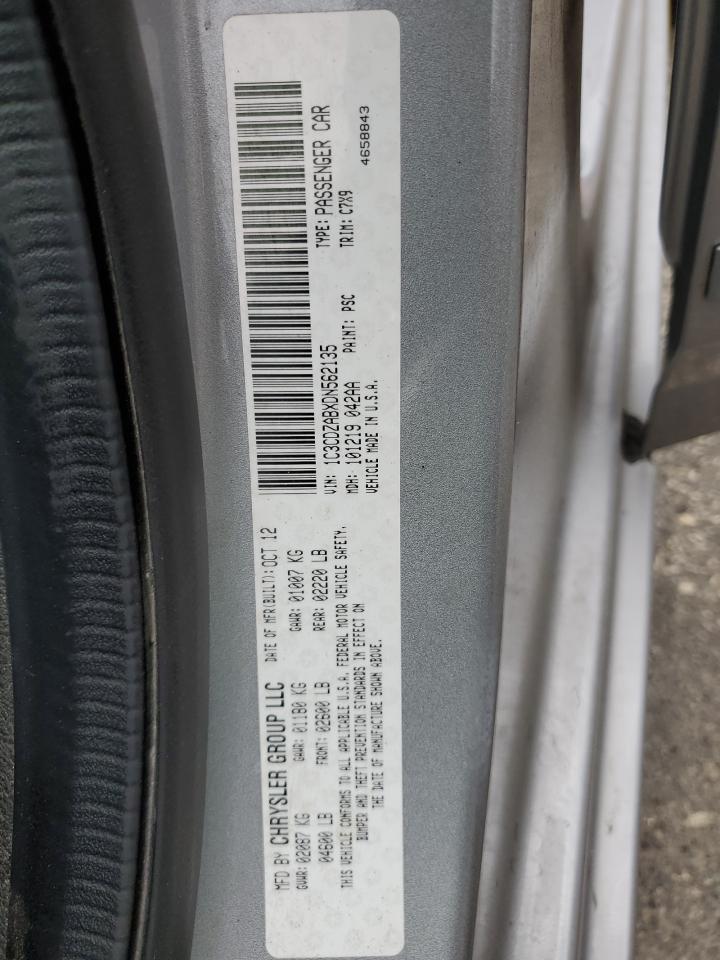 MFD BY CHRYSLER GROUP LLC DATE OF MFR(BUILT): OCT 12
GVWR: 02087 KG GAWR: 01180 KG GAWR: 01007 KG
04600 LB FRONT: 02600 LB REAR: 02220 LB
THIS VEHICLE CONFORMS TO ALL APPLICABLE U.S.A. FEDERAL MOTOR VEHICLE SAFETY,
BUMPER AND THEFT PREVENTION STANDARDS IN EFFECT ON
THE DATE OF MANUFACTURE SHOWN ABOVE.
VIN: 1C3CDZABXDN562135 TYPE: PASSENGER CAR
MDH: 101219 042AA PAINT: PSC TRIM: C7X9
VEHICLE MADE IN U.S.A. 4658843